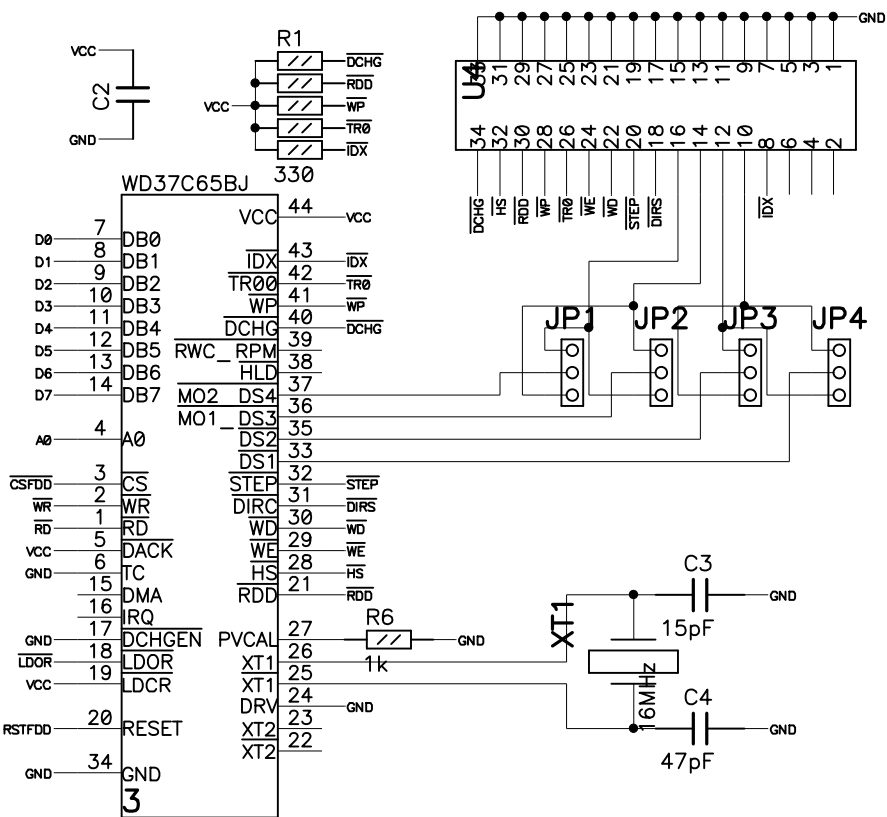 R1
VCC
C2
GND
VCC
DCHG
RDD
WP
TR0
IDX
330
GND
U4
33 31 29 27 25 23 21 19 17 15 13 11 9 7 5 3 1
34 32 30 28 26 24 22 20 18 16 14 12 10 8 6 4 2
DCHG HS RDD WP TR0 WE WD STEP DIRS IDX
JP1 JP2 JP3 JP4
WD37C65BJ
VCC 44 VCC
D0 7 DB0
D1 8 DB1 IDX 43 IDX
D2 9 DB2 TR00 42 TR0
D3 10 DB3 WP 41 WP
D4 11 DB4 DCHG 40 DCHG
D5 12 DB5 RWC_RPM 39
D6 13 DB6 HLD 38
D7 14 DB7 MO2_DS4 37
MO1_DS3 36
A0 4 A0 DS2 35
DS1 33
CSFDD 3 CS STEP 32 STEP
WR 2 WR DIRC 31 DIRS
RD 1 RD WD 30 WD
VCC 5 DACK WE 29 WE
GND 6 TC HS 28 HS
15 DMA RDD 21 RDD
16 IRQ
GND 17 DCHGEN PVCAL 27
LDOR 18 LDOR XT1 26
VCC 19 LDCR XT1 25
DRV 24 GND
RSTFDD 20 RESET XT2 23
XT2 22
GND 34 GND
3
R6
GND
1k
XT1
16MHz
C3
GND
15pF
C4
GND
47pF